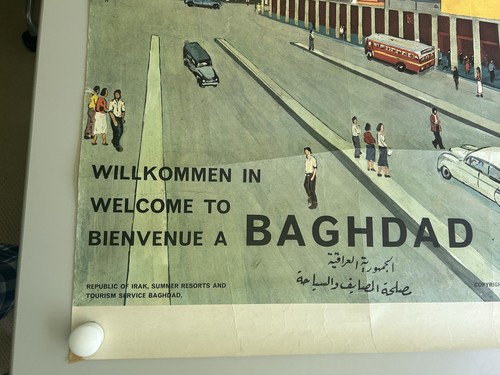 WILLKOMMEN IN
WELCOME TO
BIENVENUE A BAGHDAD
الجمهورية العراقية
مصلحة المصايف والسياحة
REPUBLIC OF IRAK, SUMMER RESORTS AND
TOURISM SERVICE BAGHDAD.